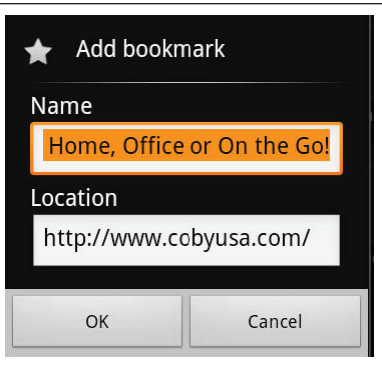 Add bookmark
Name
Home, Office or On the Go!
Location
http://www.cobyusa.com/
OK
Cancel